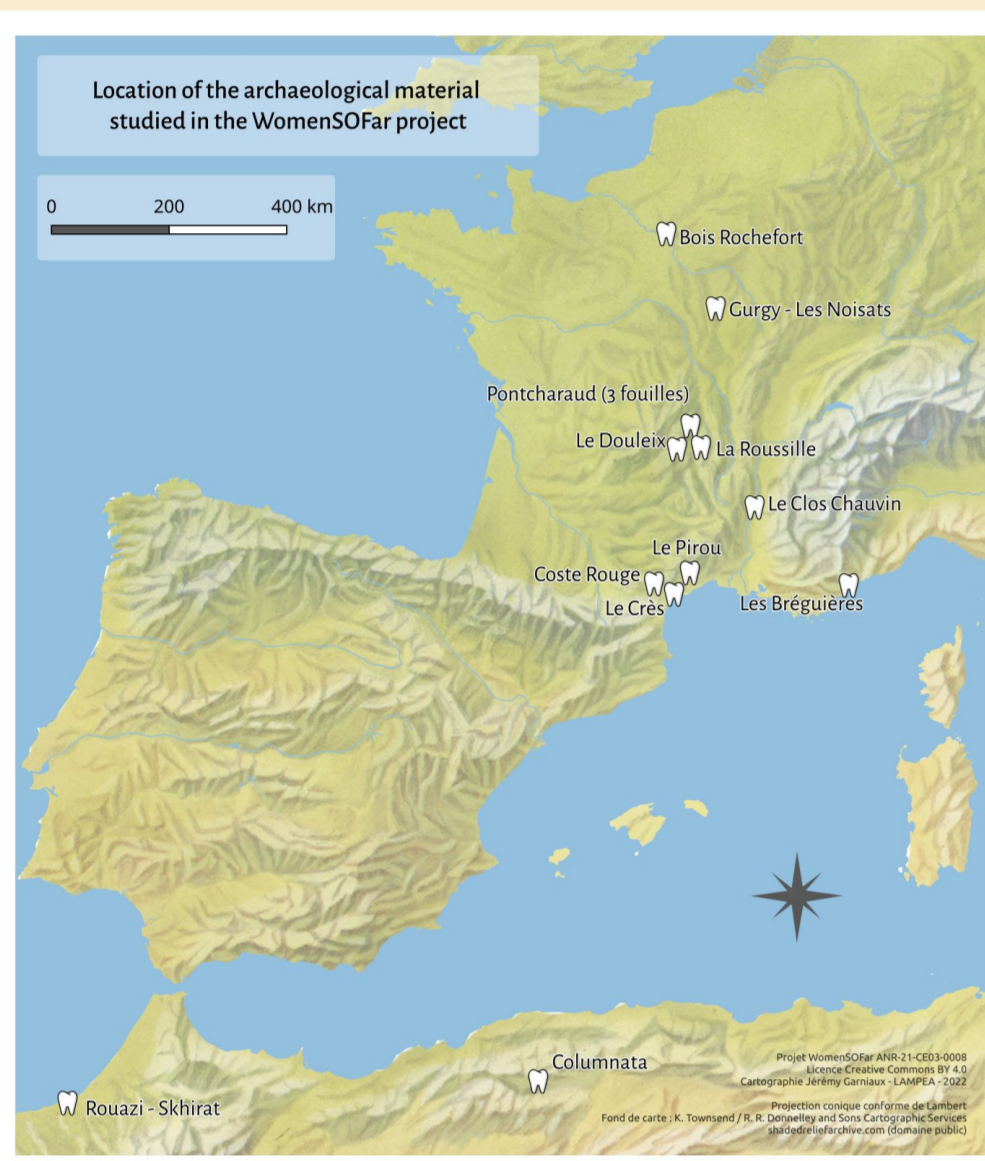 Location of the archaeological material
studied in the WomenSOFar project
0 200 400 km
Bois Rochefort
Gurgy - Les Noisats
Pontcharaud (3 fouilles)
Le Douleix
La Roussille
Le Clos Chauvin
Le Pirou
Coste Rouge
Le Crès
Les Bréguières
Columnata
Rouazi - Skhirat
Projet WomenSOFar ANR-21-CE03-0008
Licence Creative Commons BY 4.0
Cartographie Jérémy Garniaux - LAMPEA - 2022
Projection conique conforme de Lambert
Fond de carte : K. Townsend / R. R. Donnelley and Sons Cartographic Services
shadedreliefarchive.com (domaine public)